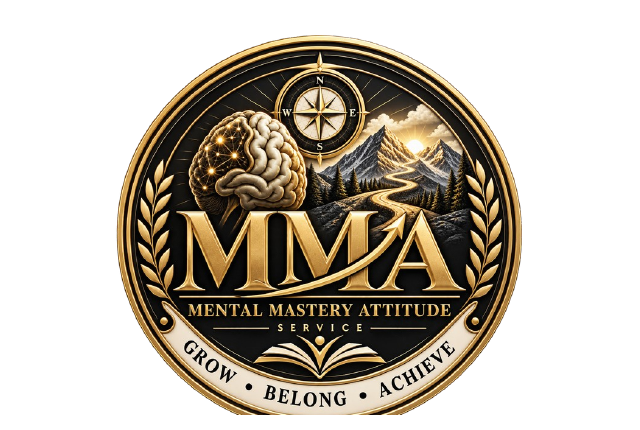 N
W E
S
MMA
MENTAL MASTERY ATTITUDE
SERVICE
GROW • BELONG • ACHIEVE